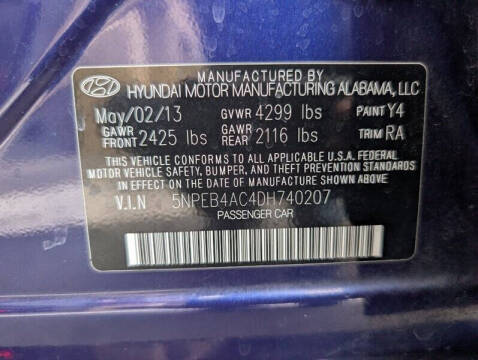 MANUFACTURED BY
HYUNDAI MOTOR MANUFACTURING ALABAMA, LLC
May/02/13 GVWR 4299 lbs PAINT Y4
GAWR FRONT 2425 lbs GAWR REAR 2116 lbs TRIM RA
THIS VEHICLE CONFORMS TO ALL APPLICABLE U.S.A. FEDERAL
MOTOR VEHICLE SAFETY, BUMPER, AND THEFT PREVENTION
STANDARDS IN EFFECT ON THE DATE OF MANUFACTURE SHOWN ABOVE.
V.I.N 5NPEB4AC4DH740207
PASSENGER CAR